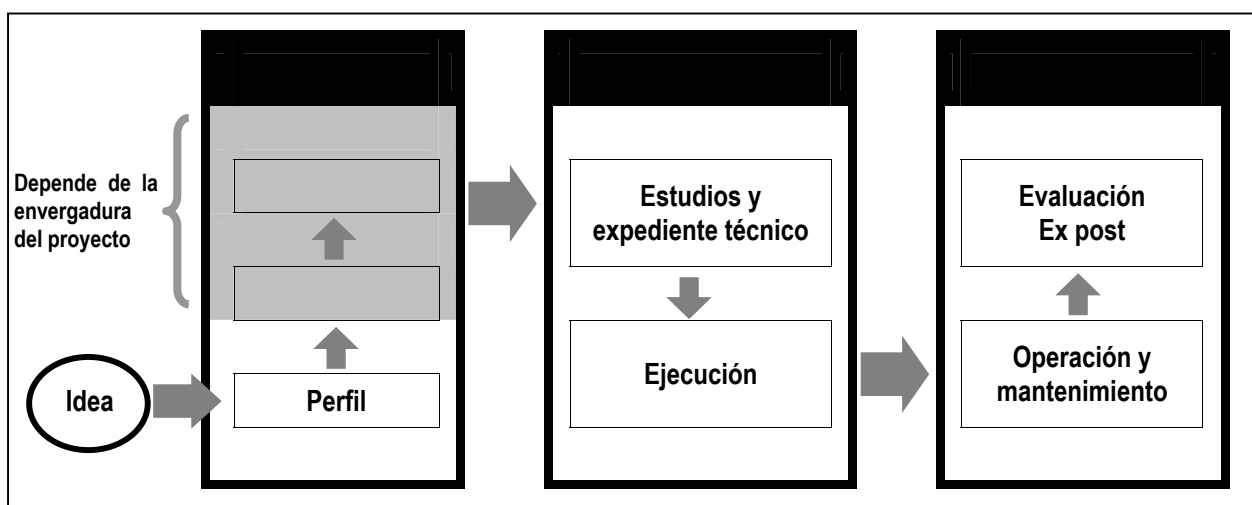 Depende de la
envergadura
del proyecto
Idea
Perfil
Estudios y
expediente técnico
Ejecución
Evaluación
Ex post
Operación y
mantenimiento